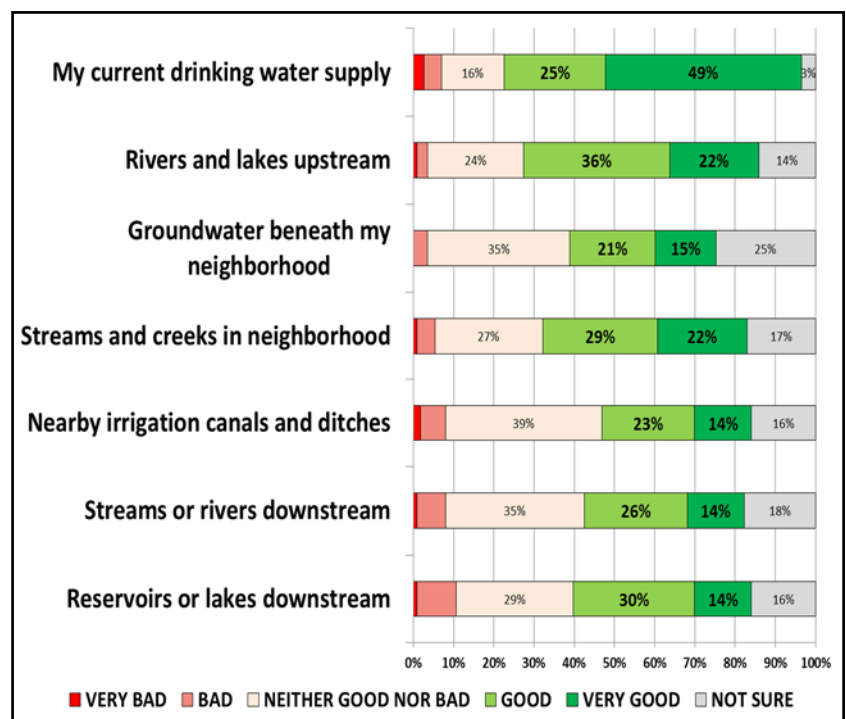 My current drinking water supply
16% 25% 49% 3%
Rivers and lakes upstream
24% 36% 22% 14%
Groundwater beneath my
neighborhood
35% 21% 15% 25%
Streams and creeks in neighborhood
27% 29% 22% 17%
Nearby irrigation canals and ditches
39% 23% 14% 16%
Streams or rivers downstream
35% 26% 14% 18%
Reservoirs or lakes downstream
29% 30% 14% 16%
0% 10% 20% 30% 40% 50% 60% 70% 80% 90% 100%
VERY BAD BAD NEITHER GOOD NOR BAD GOOD VERY GOOD NOT SURE